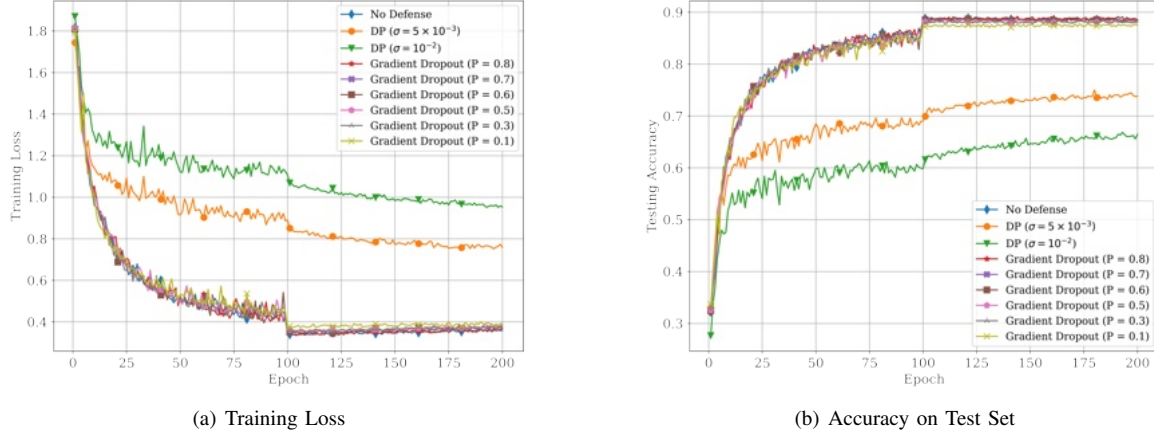 1.8
1.6
1.4
1.2
1.0
0.8
0.6
0.4
Training Loss
0
25
50
75
100
125
150
175
200
Epoch
No Defense
DP (σ = 5 × 10⁻³)
DP (σ = 10⁻²)
Gradient Dropout (P = 0.8)
Gradient Dropout (P = 0.7)
Gradient Dropout (P = 0.6)
Gradient Dropout (P = 0.5)
Gradient Dropout (P = 0.3)
Gradient Dropout (P = 0.1)
(a) Training Loss
0.9
0.8
0.7
0.6
0.5
0.4
0.3
Testing Accuracy
0
25
50
75
100
125
150
175
200
Epoch
No Defense
DP (σ = 5 × 10⁻³)
DP (σ = 10⁻²)
Gradient Dropout (P = 0.8)
Gradient Dropout (P = 0.7)
Gradient Dropout (P = 0.6)
Gradient Dropout (P = 0.5)
Gradient Dropout (P = 0.3)
Gradient Dropout (P = 0.1)
(b) Accuracy on Test Set